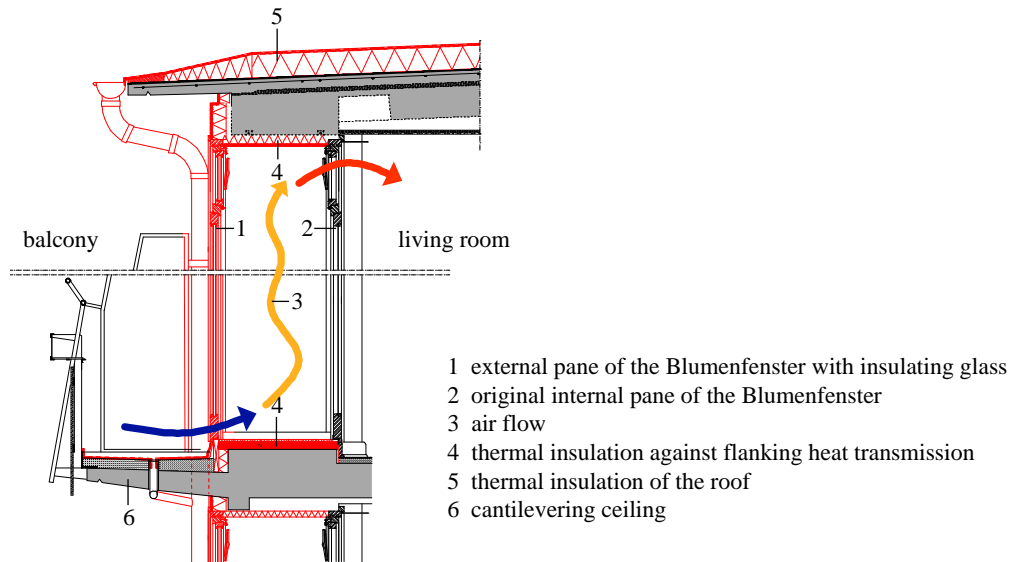 5
4
1
2
balcony
living room
3
4
6
1 external pane of the Blumenfenster with insulating glass
2 original internal pane of the Blumenfenster
3 air flow
4 thermal insulation against flanking heat transmission
5 thermal insulation of the roof
6 cantilevering ceiling